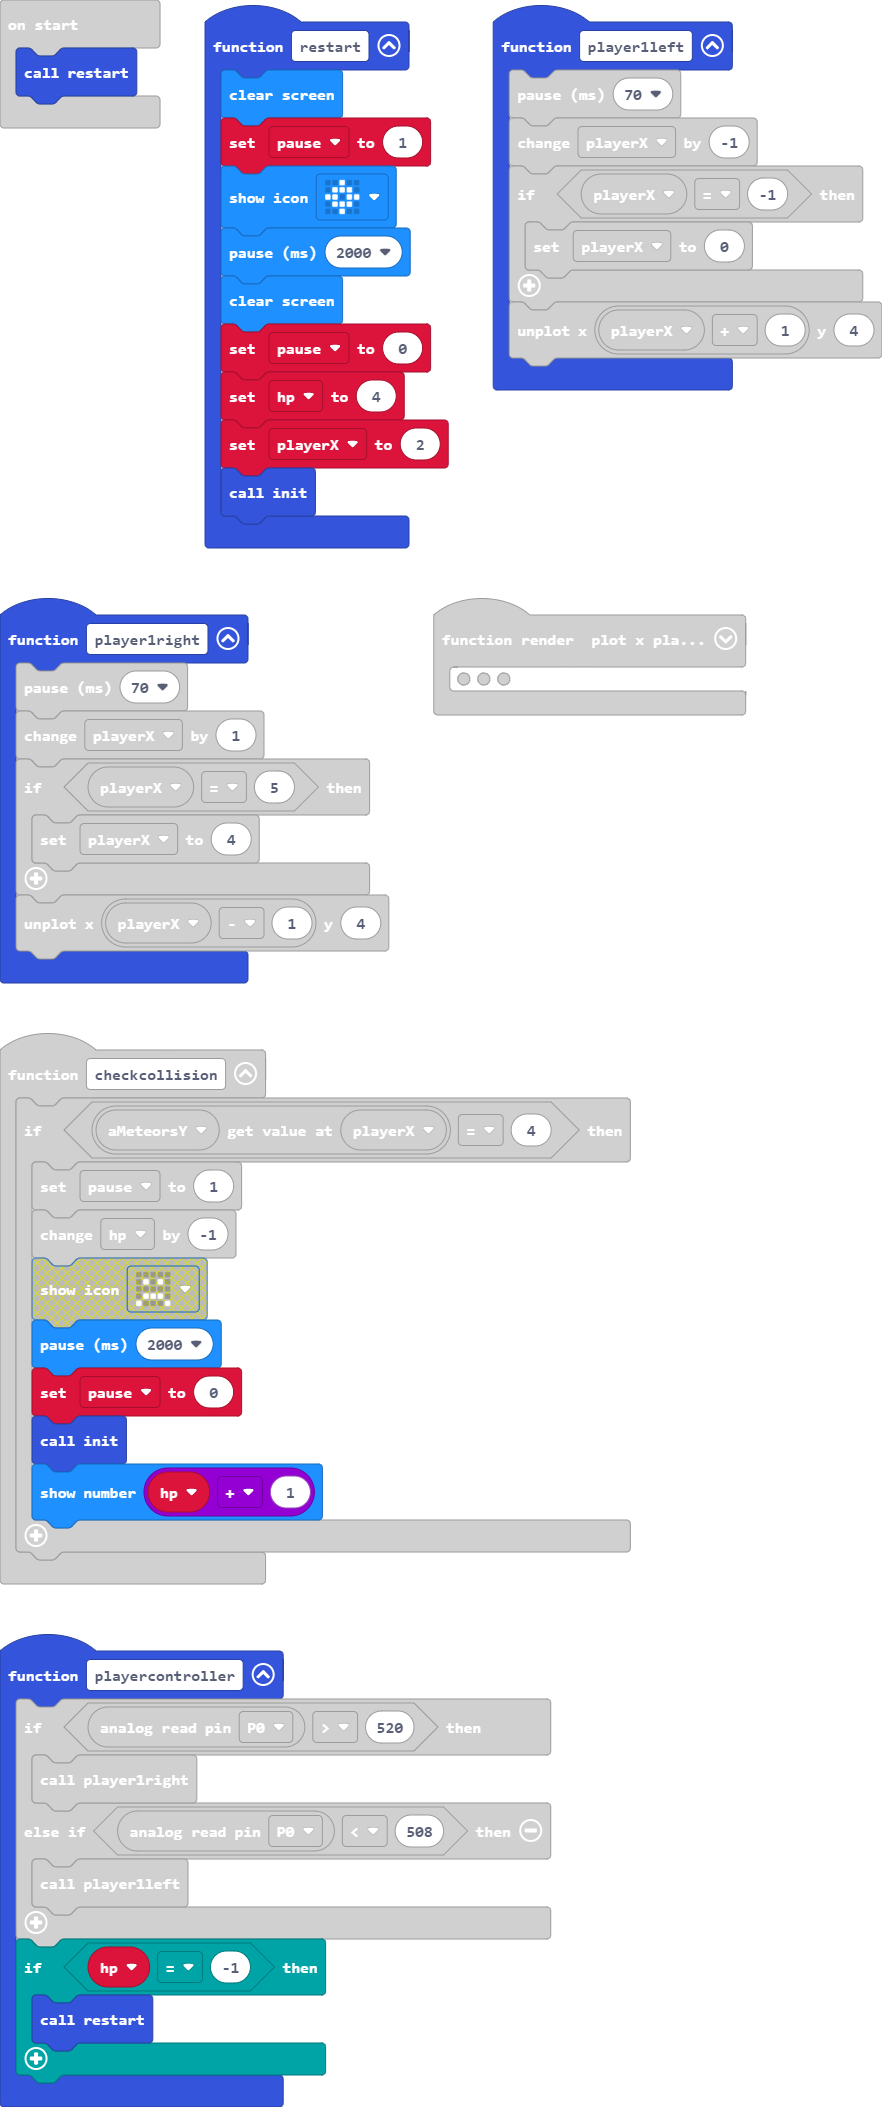 on start
call restart
function restart
clear screen
set pause to 1
show icon
pause (ms) 2000
clear screen
set pause to 0
set hp to 4
set playerX to 2
call init
function player1left
pause (ms) 70
change playerX by -1
if playerX = -1 then
set playerX to 0
unplot x playerX + 1 y 4
function player1right
pause (ms) 70
change playerX by 1
if playerX = 5 then
set playerX to 4
unplot x playerX - 1 y 4
function render plot x pla...
function checkcollision
if aMeteorsY get value at playerX = 4 then
set pause to 1
change hp by -1
show icon
pause (ms) 2000
set pause to 0
call init
show number hp + 1
function playercontroller
if analog read pin P0 > 520 then
call player1right
else if analog read pin P0 < 508 then
call player1left
if hp = -1 then
call restart